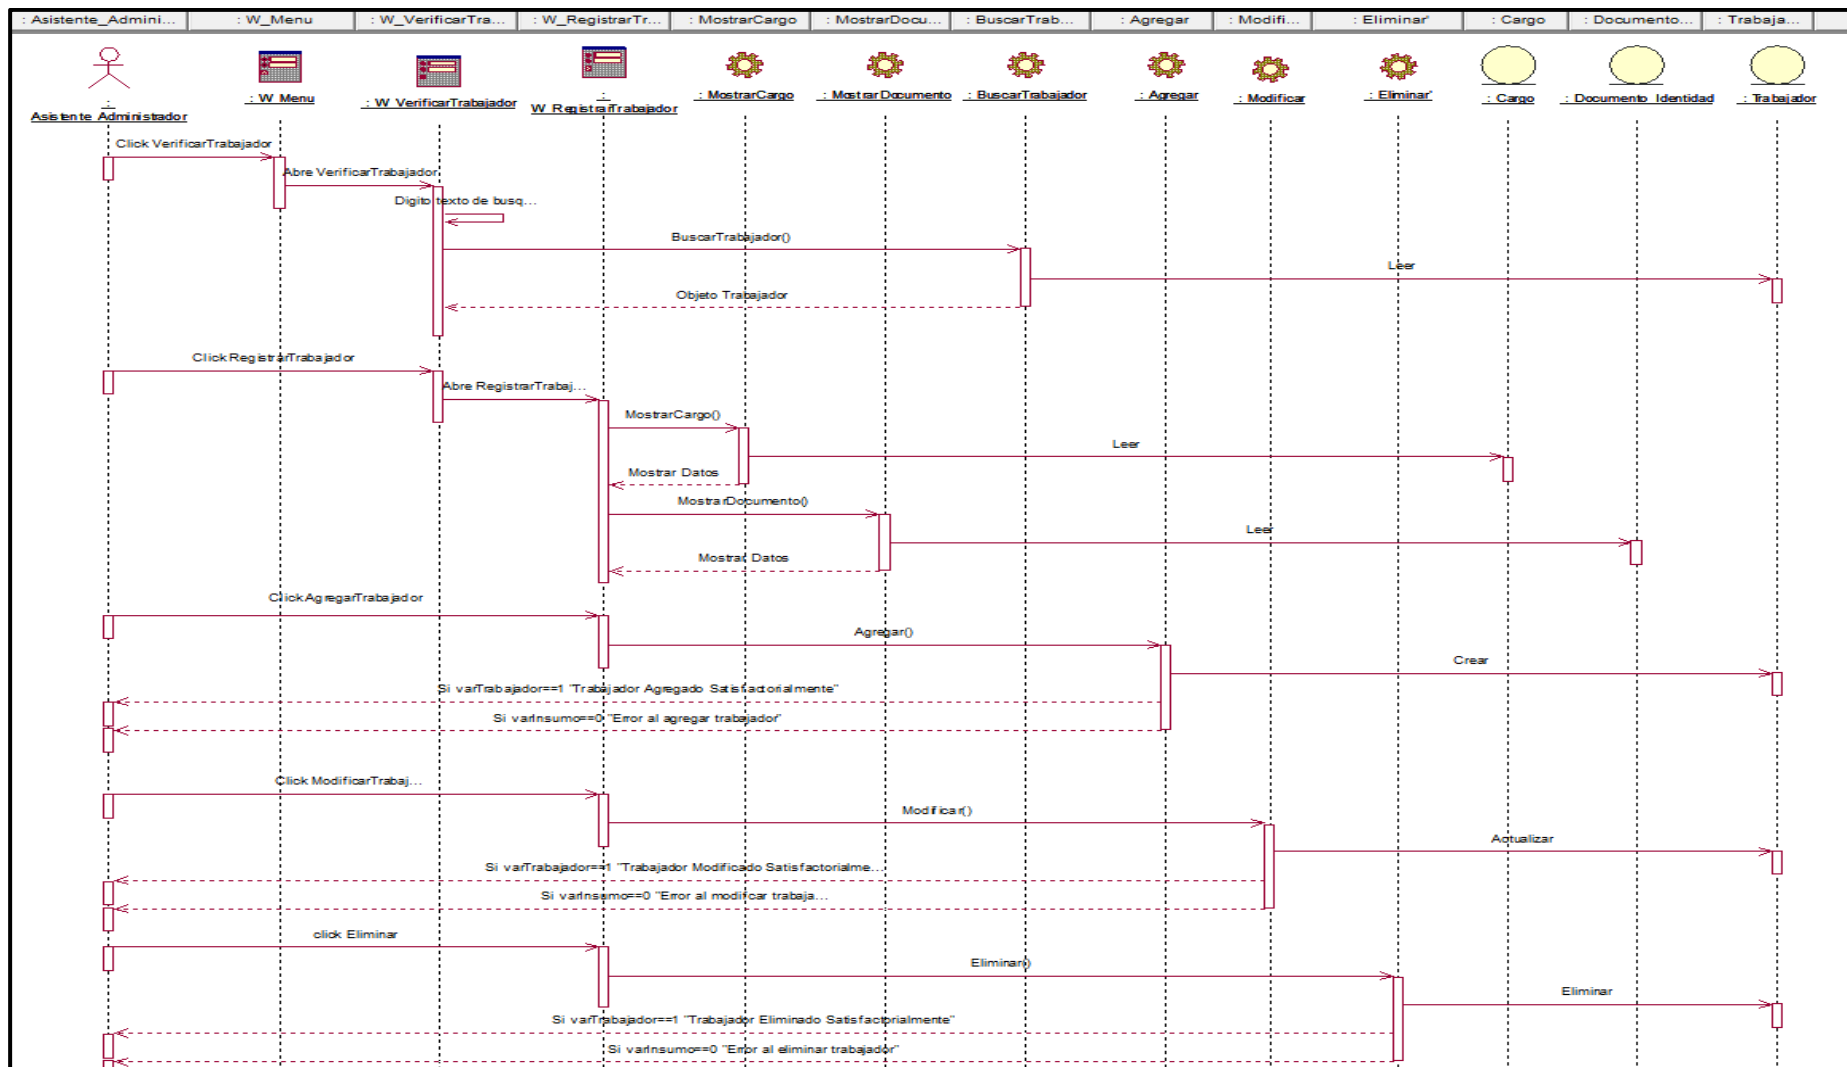 : Asistente_Admini... : W_Menu : W_VerificarTra... : W_RegistrarTr... : MostrarCargo : MostrarDocu... : BuscarTrab... : Agregar : Modifi... : Eliminar' : Cargo : Documento... : Trabaja...
:
Asistente_Administrador
: W_Menu
: W_VerificarTrabajador
:
W_RegistrarTrabajador
: MostrarCargo
: MostrarDocumento
: BuscarTrabajador
: Agregar
: Modificar
: Eliminar'
: Cargo
: Documento_Identidad
: Trabajador
Click VerificarTrabajador
Abre VerificarTrabajador
Digito texto de busq...
BuscarTrabajador()
Leer
Objeto Trabajador
Click RegistrarTrabajador
Abre RegistrarTrabaj...
MostrarCargo()
Leer
Mostrar Datos
MostrarDocumento()
Leer
Mostrar Datos
Click AgregarTrabajador
Agregar()
Crear
Si varTrabajador==1 "Trabajador Agregado Satisfactorialmente"
Si varInsumo==0 "Error al agregar trabajador"
Click ModificarTrabaj...
Modificar()
Actualizar
Si varTrabajador==1 "Trabajador Modificado Satisfactorialme...
Si varInsumo==0 "Error al modifcar trabaja...
click Eliminar
Eliminar()
Eliminar
Si varTrabajador==1 "Trabajador Eliminado Satisfactorialmente"
Si varInsumo==0 "Error al eliminar trabajador"